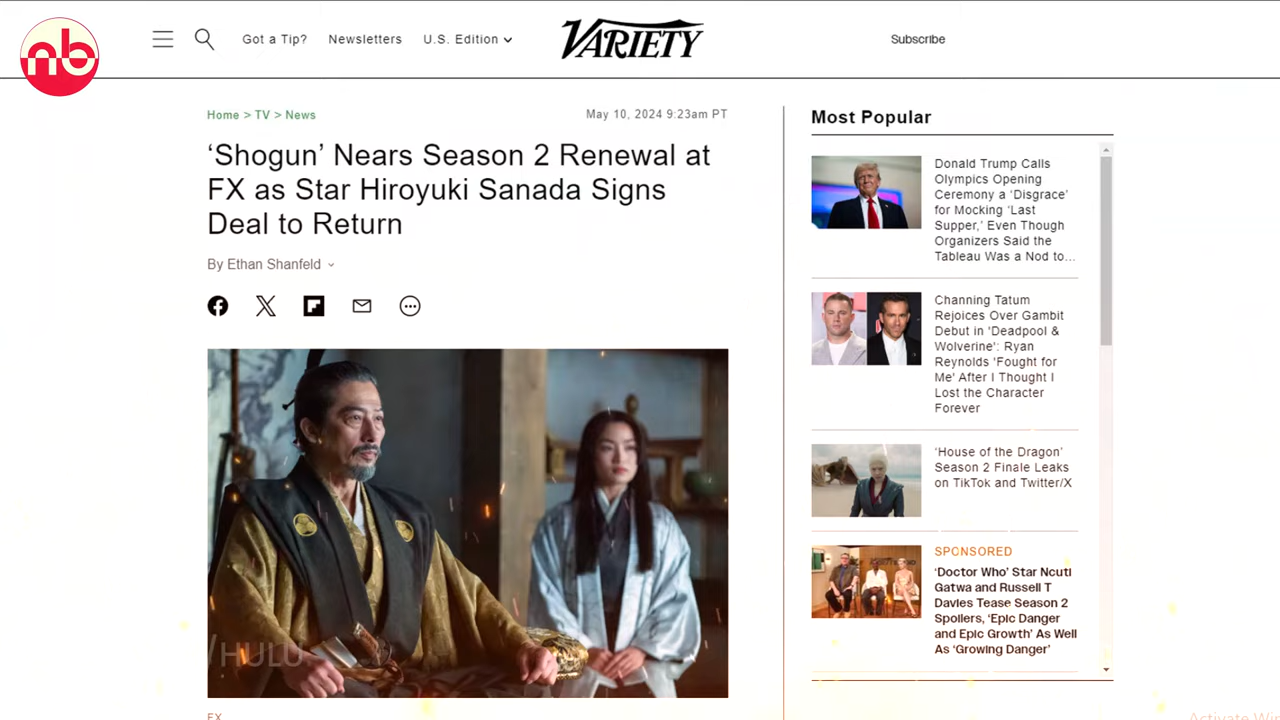 nb
Got a Tip?
Newsletters
U.S. Edition
VARIETY
Subscribe
Home > TV > News
May 10, 2024 9:23am PT
‘Shogun’ Nears Season 2 Renewal at
FX as Star Hiroyuki Sanada Signs
Deal to Return
By Ethan Shanfeld
/HULU
FX
Most Popular
Donald Trump Calls
Olympics Opening
Ceremony a ‘Disgrace’
for Mocking ‘Last
Supper,’ Even Though
Organizers Said the
Tableau Was a Nod to...
Channing Tatum
Rejoices Over Gambit
Debut in ‘Deadpool &
Wolverine’: Ryan
Reynolds ‘Fought for
Me’ After I Thought I
Lost the Character
Forever
‘House of the Dragon’
Season 2 Finale Leaks
on TikTok and Twitter/X
SPONSORED
‘Doctor Who’ Star Ncuti
Gatwa and Russell T
Davies Tease Season 2
Spoilers, ‘Epic Danger
and Epic Growth’ As Well
As ‘Growing Danger’